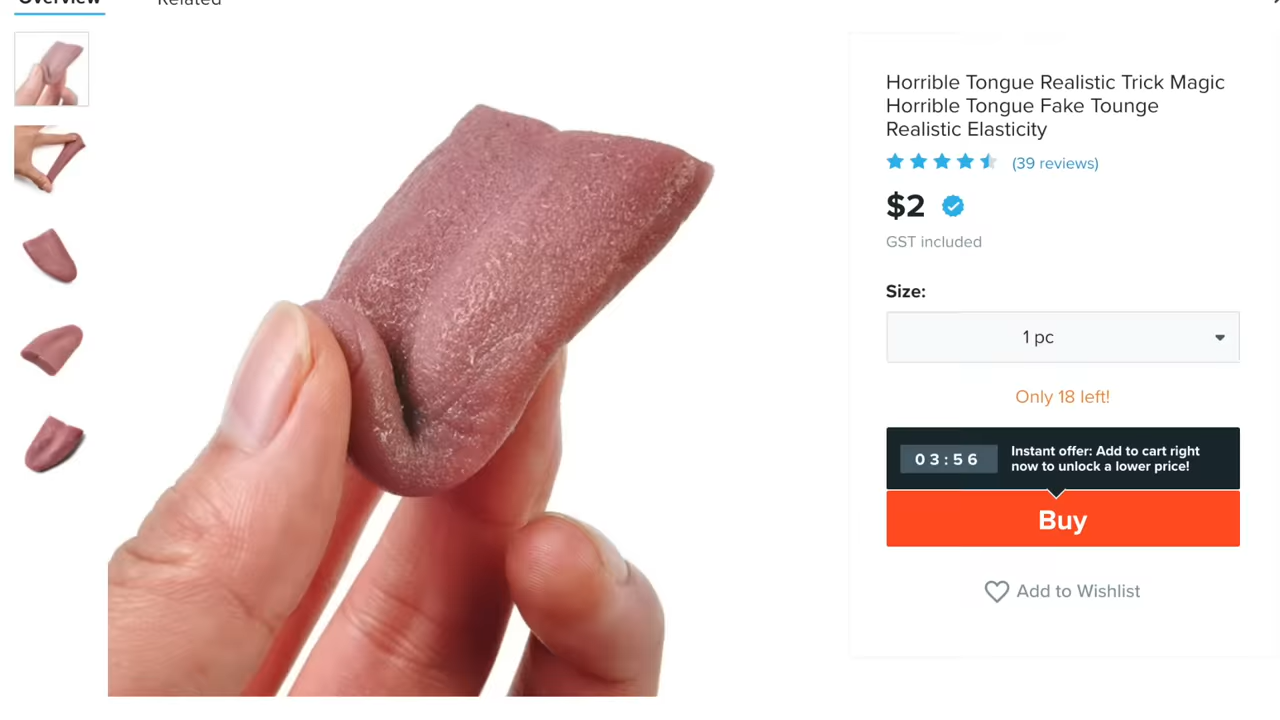 Overview Related
Horrible Tongue Realistic Trick Magic
Horrible Tongue Fake Tounge
Realistic Elasticity
(39 reviews)
$2
GST included
Size:
1 pc
Only 18 left!
03:56 Instant offer: Add to cart right
now to unlock a lower price!
Buy
Add to Wishlist